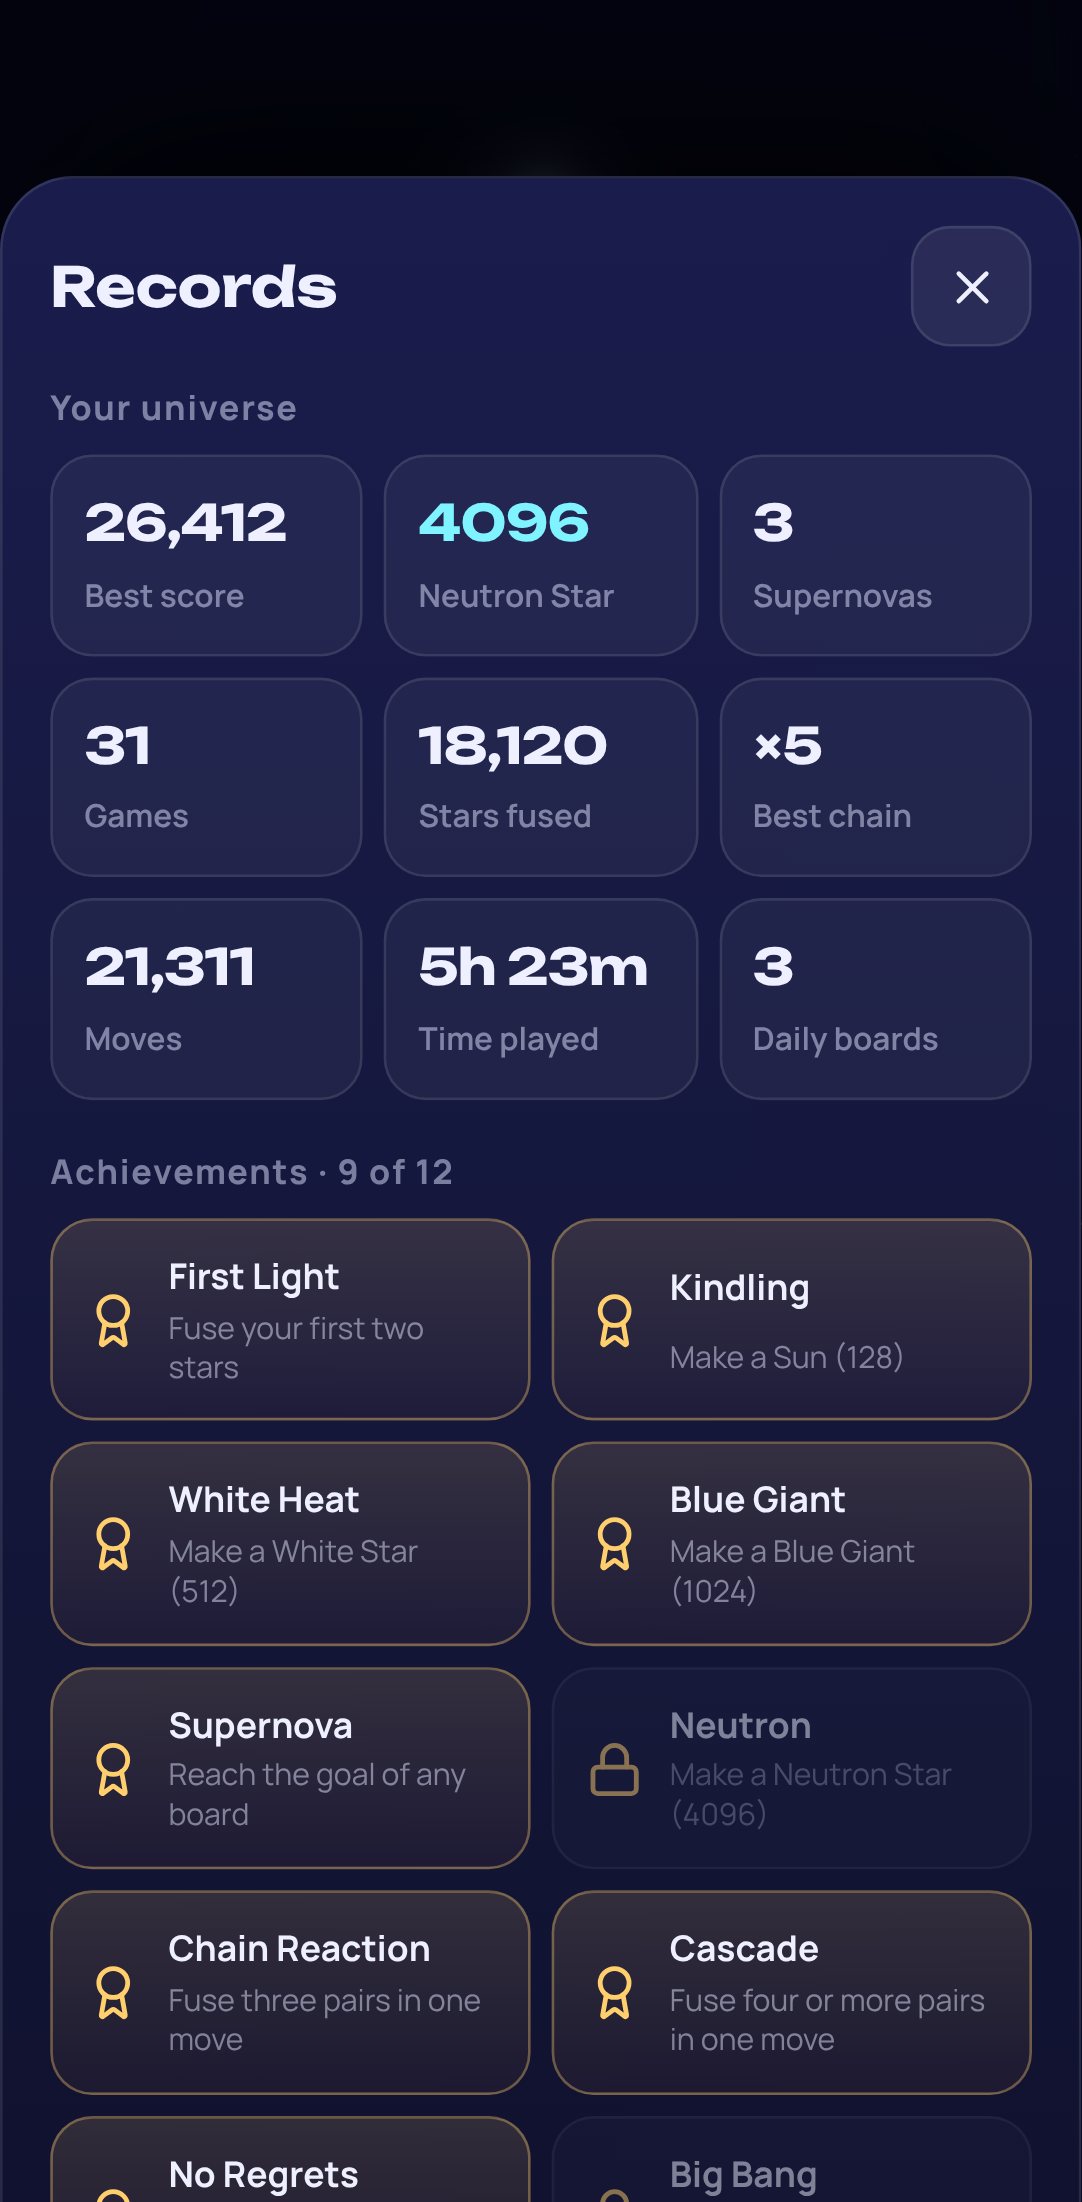 Records
Your universe
26,412
Best score
4096
Neutron Star
3
Supernovas
31
Games
18,120
Stars fused
×5
Best chain
21,311
Moves
5h 23m
Time played
3
Daily boards
Achievements · 9 of 12
First Light
Fuse your first two
stars
Kindling
Make a Sun (128)
White Heat
Make a White Star
(512)
Blue Giant
Make a Blue Giant
(1024)
Supernova
Reach the goal of any
board
Neutron
Make a Neutron Star
(4096)
Chain Reaction
Fuse three pairs in one
move
Cascade
Fuse four or more pairs
in one move
No Regrets
Big Bang